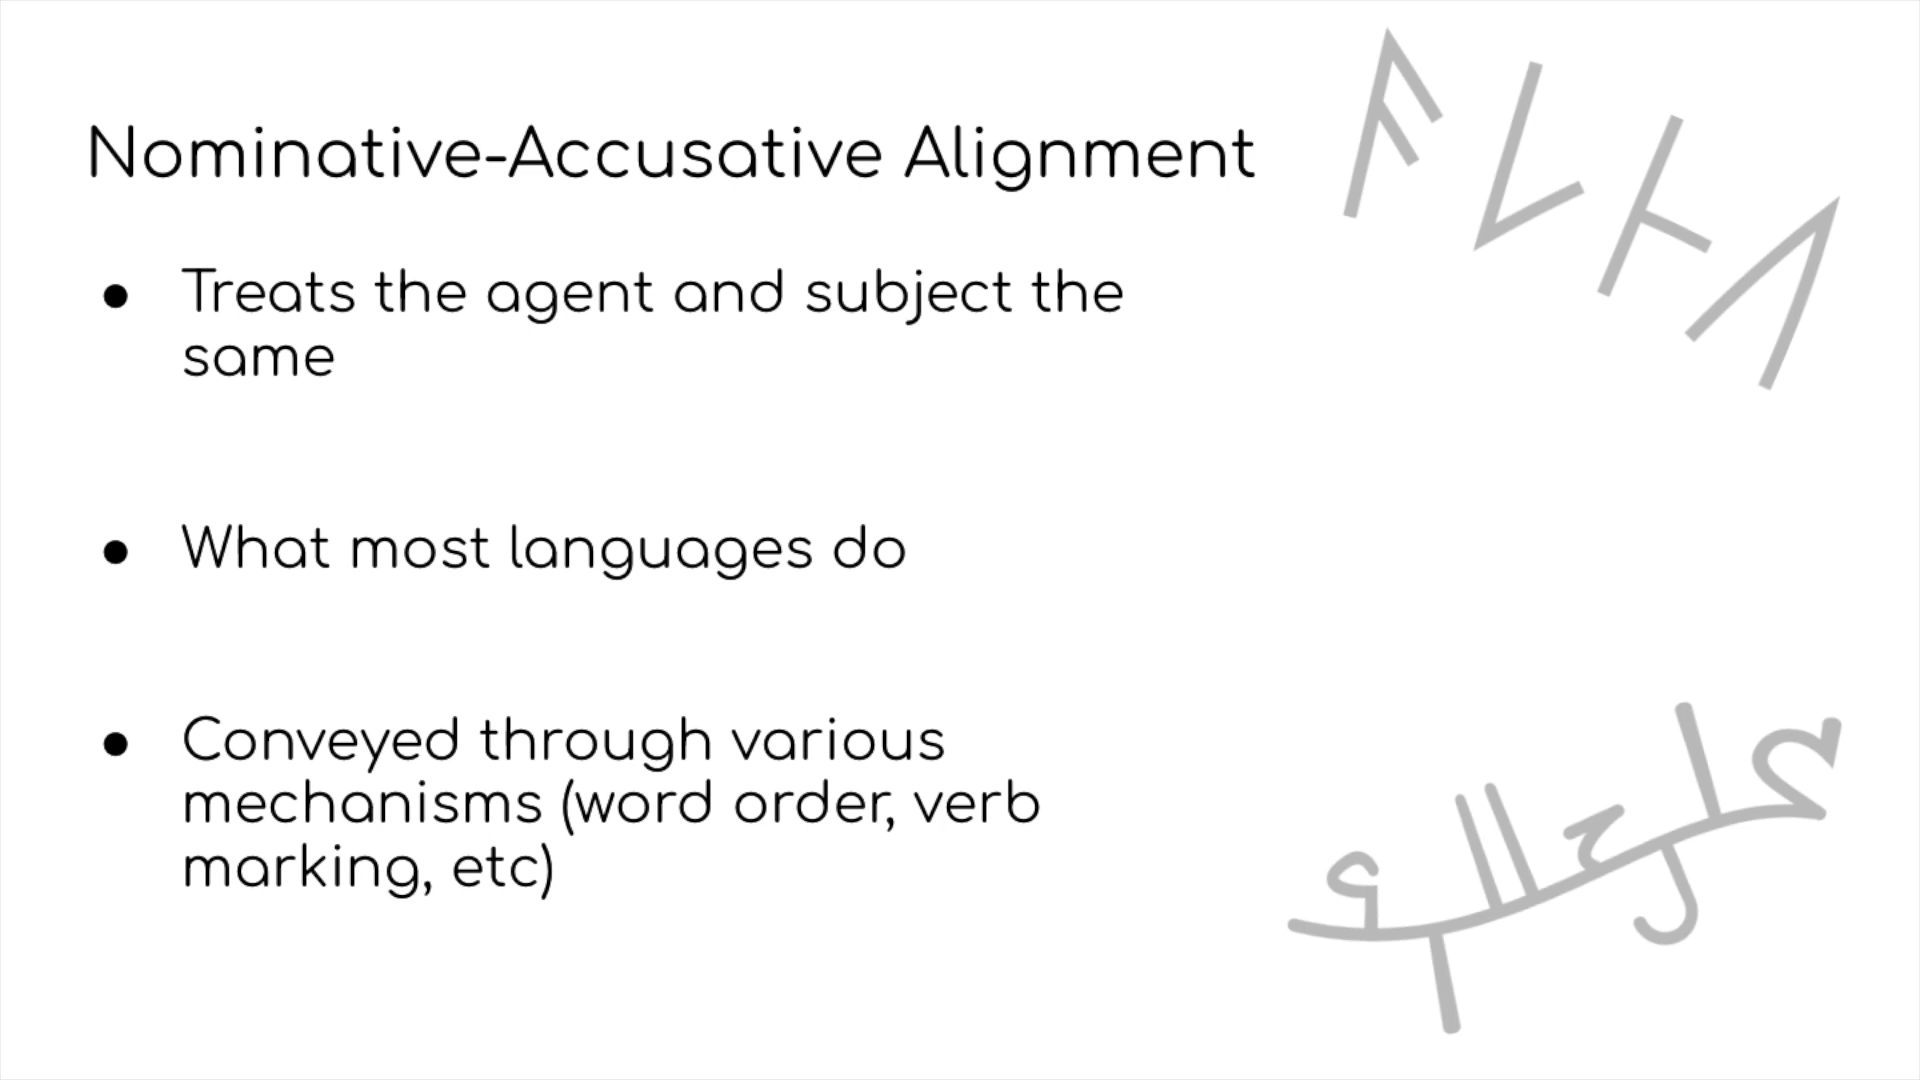 Nominative-Accusative Alignment
● Treats the agent and subject the
same
● What most languages do
● Conveyed through various
mechanisms (word order, verb
marking, etc)